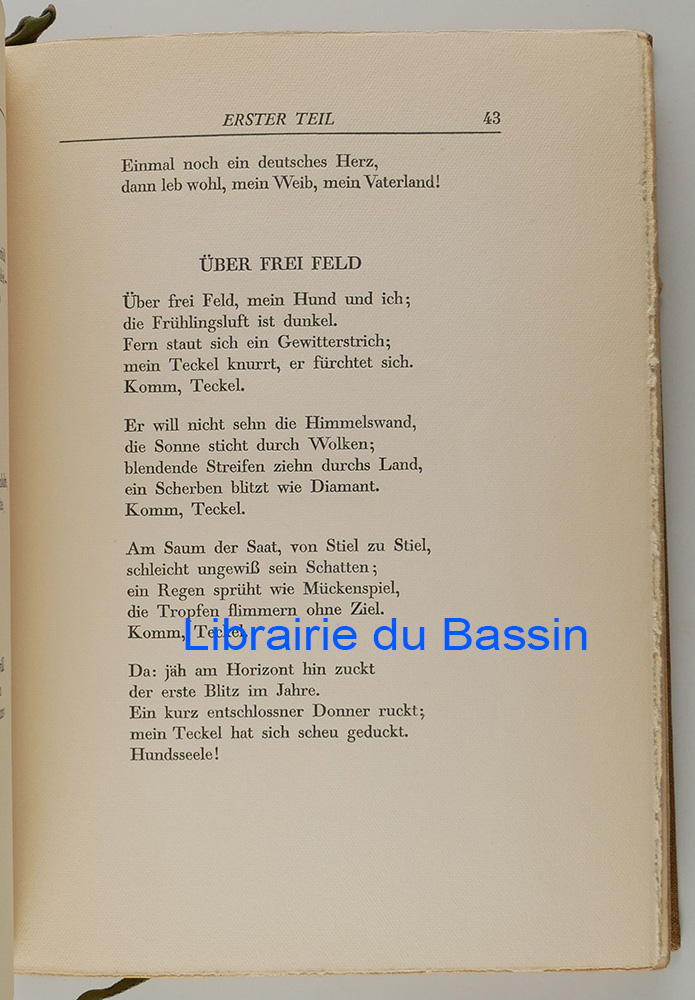 ERSTER TEIL 43
Einmal noch ein deutsches Herz,
dann leb wohl, mein Weib, mein Vaterland!
ÜBER FREI FELD
Über frei Feld, mein Hund und ich;
die Frühlingsluft ist dunkel.
Fern staut sich ein Gewitterstrich;
mein Teckel knurrt, er fürchtet sich.
Komm, Teckel.
Er will nicht sehn die Himmelswand,
die Sonne sticht durch Wolken;
blendende Streifen ziehn durchs Land,
ein Scherben blitzt wie Diamant.
Komm, Teckel.
Am Saum der Saat, von Stiel zu Stiel,
schleicht ungewiß sein Schatten;
ein Regen sprüht wie Mückenspiel,
die Tropfen flimmern ohne Ziel.
Komm, Teckel.
Librairie du Bassin
Da: jäh am Horizont hin zuckt
der erste Blitz im Jahre.
Ein kurz entschlossner Donner ruckt;
mein Teckel hat sich scheu geduckt.
Hundsseele!